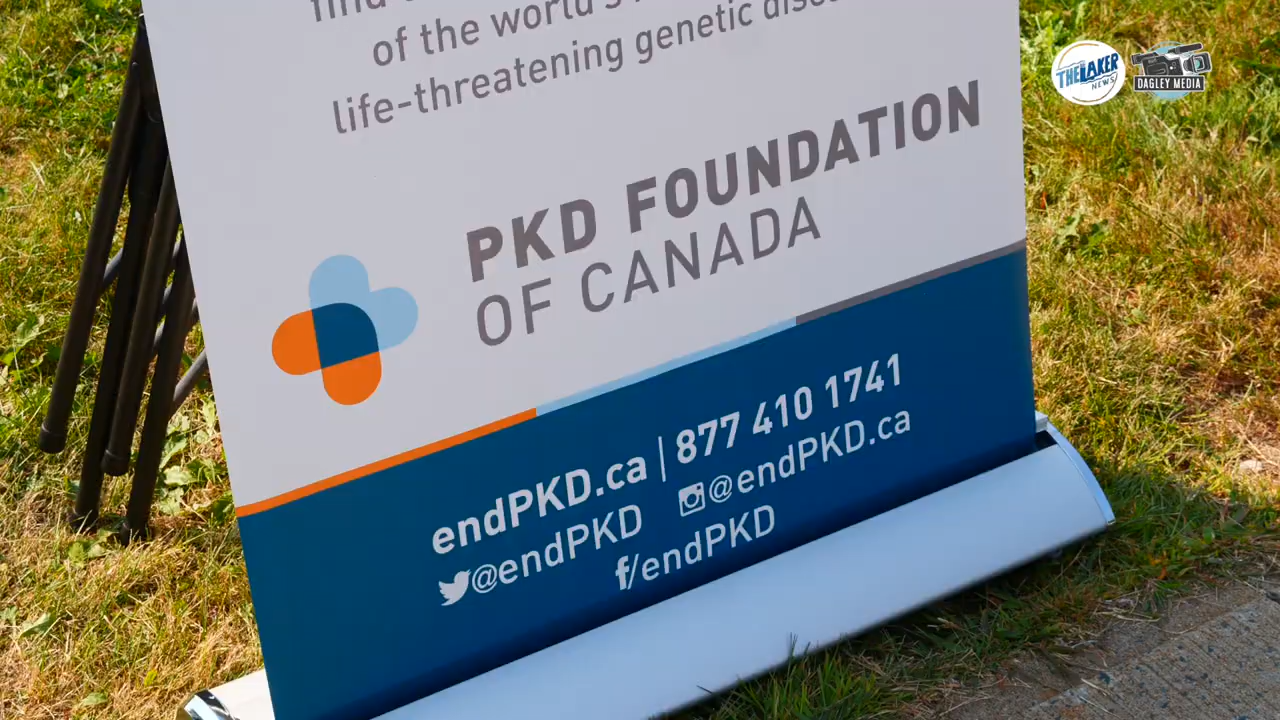 of the world's
life-threatening genetic
PKD FOUNDATION
OF CANADA
endPKD.ca | 877 410 1741
@endPKD @endPKD.ca
f/endPKD
THE LAKER
NEWS
DAGLEY MEDIA